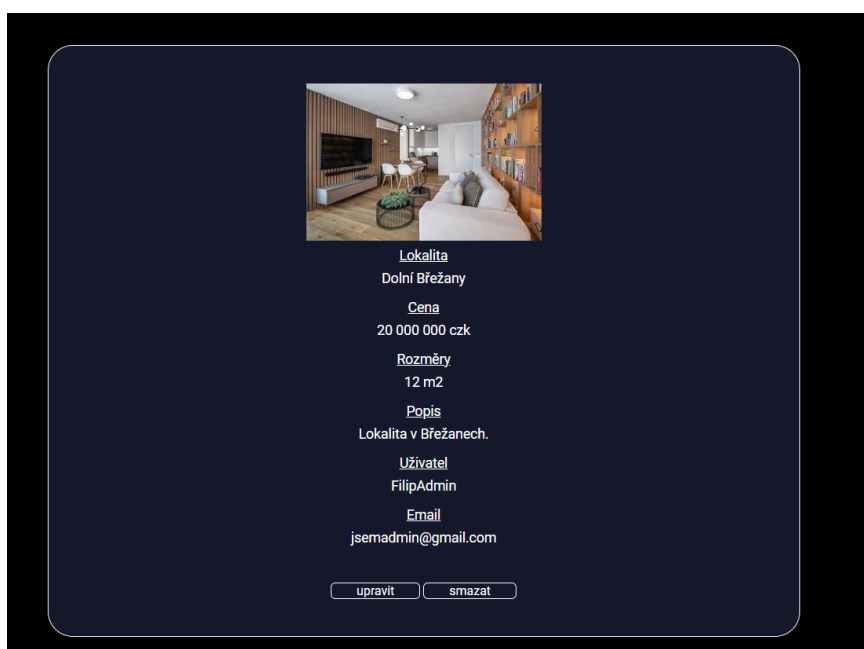 Lokalita
Dolní Břežany
Cena
20 000 000 czk
Rozměry
12 m2
Popis
Lokalita v Břežanech.
Uživatel
FilipAdmin
Email
jsemadmin@gmail.com
upravit smazat